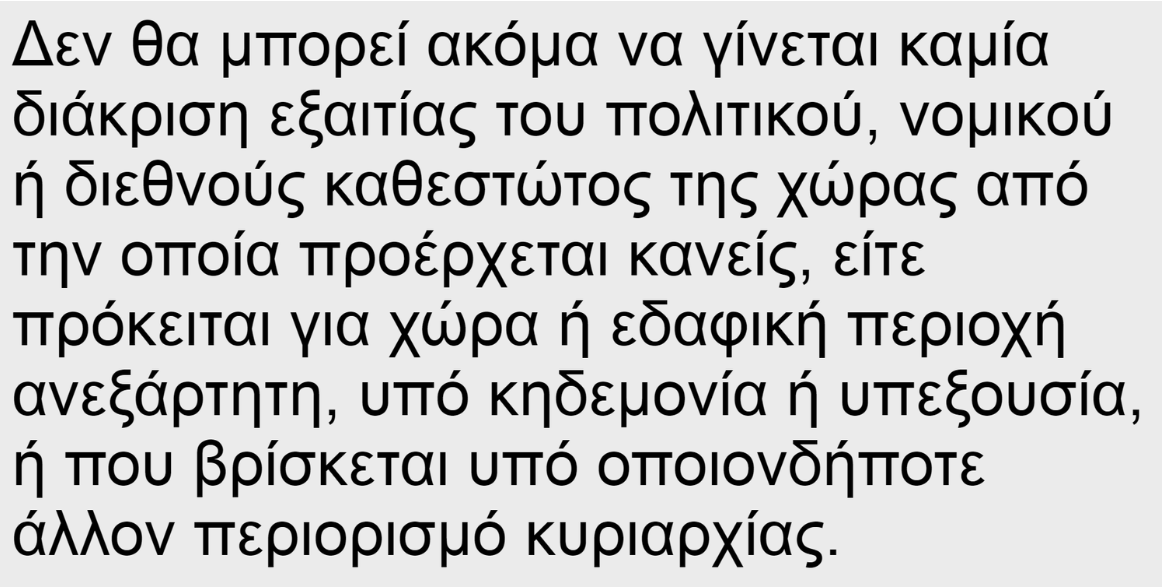 Δεν θα μπορεί ακόμα να γίνεται καμία
διάκριση εξαιτίας του πολιτικού, νομικού
ή διεθνούς καθεστώτος της χώρας από
την οποία προέρχεται κανείς, είτε
πρόκειται για χώρα ή εδαφική περιοχή
ανεξάρτητη, υπό κηδεμονία ή υπεξουσία,
ή που βρίσκεται υπό οποιονδήποτε
άλλον περιορισμό κυριαρχίας.